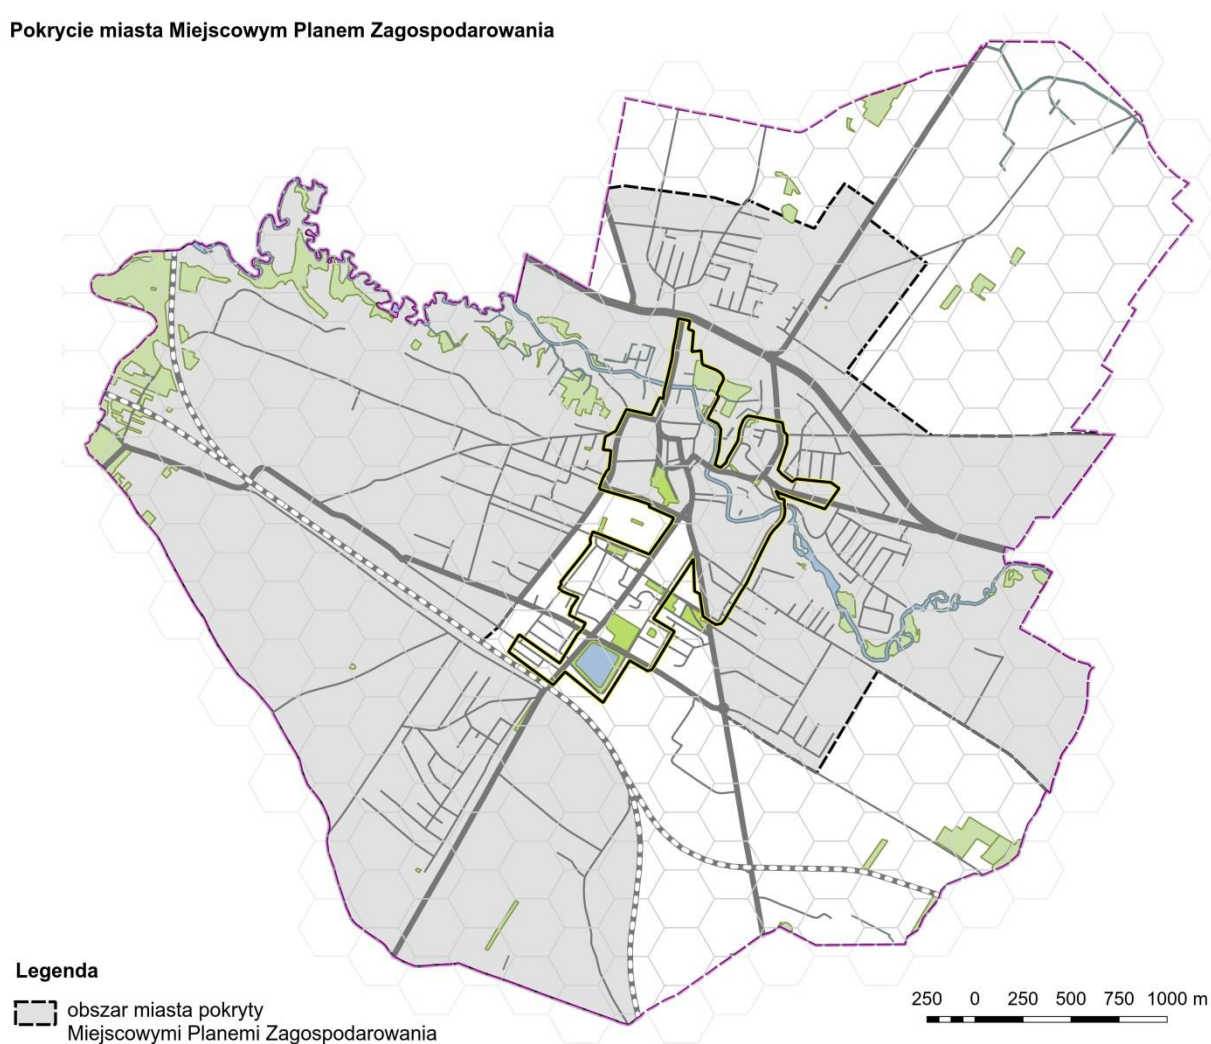 Pokrycie miasta Miejscowym Planem Zagospodarowania
Legenda
obszar miasta pokryty
Miejscowymi Planemi Zagospodarowania
250 0 250 500 750 1000 m